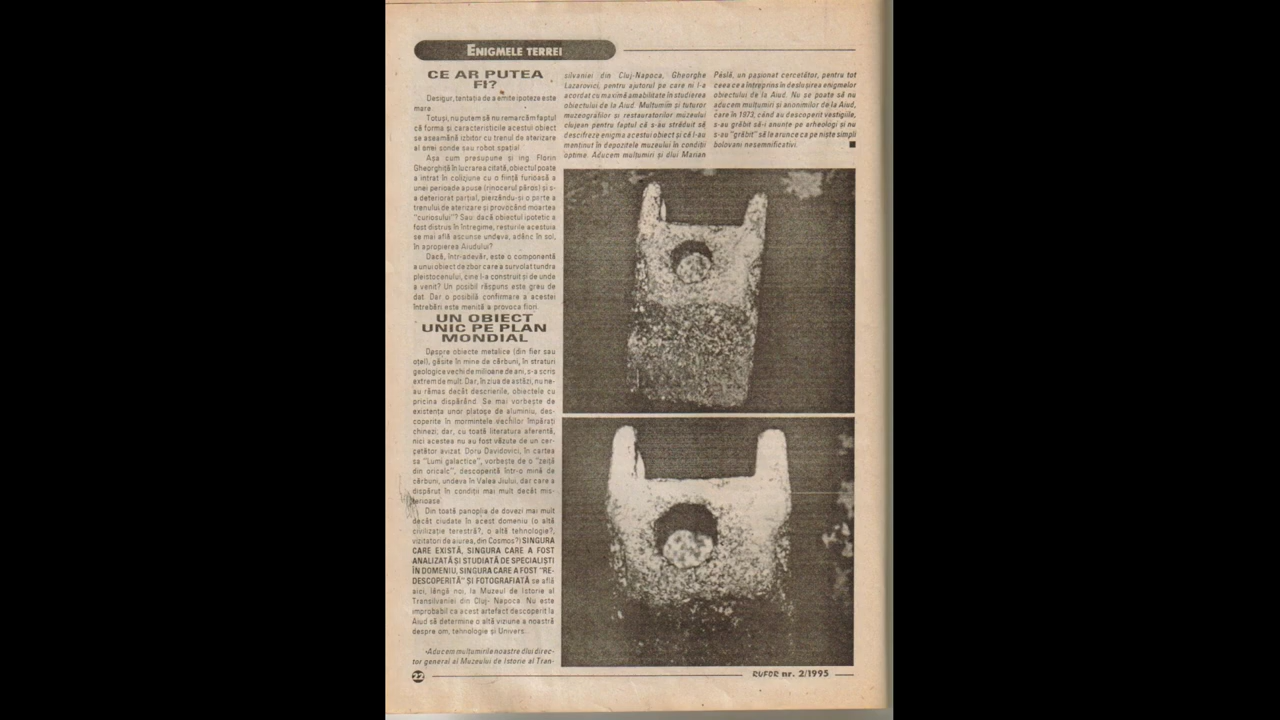 ENIGMELE TERREI
CE AR PUTEA
FI?
Desigur, tentația de a emite ipoteze este
mare.
Totuși, nu putem să nu remarcăm faptul
că forma și caracteristicile acestui obiect
se aseamănă izbitor cu trenul de aterizare
al unei sonde sau robot spațial.
Așa cum presupune și ing. Florin
Gheorghiță în lucrarea citată, obiectul poate
a intrat în coliziune cu o ființă furioasă a
unei perioade apuse (rinocerul păros) și s-
a deteriorat parțial, pierzându-și o parte a
trenului de aterizare și provocând moartea
"curiosului"? Sau dacă obiectul ipotetic a
fost distrus în întregime, resturile acestuia
se mai află ascunse undeva, adânc în sol,
în apropierea Aiudului?
Dacă, într-adevăr, este o componentă
a unui obiect de zbor care a survolat tundra
pleistocenului, cine l-a construit și de unde
a venit? Un posibil răspuns este greu de
dat. Dar o posibilă confirmare a acestei
întrebări este menită a provoca fiori.
UN OBIECT
UNIC PE PLAN
MONDIAL
Despre obiecte metalice (din fier sau
oțel), găsite în mine de cărbuni, în straturi
geologice vechi de milioane de ani, s-a scris
extrem de mult. Dar, în ziua de astăzi, nu ne-
au rămas decât descrierile, obiectele cu
pricina dispărând. Se mai vorbește de
existența unor platoșe de aluminiu, des-
coperite în mormintele vechilor împărați
chinezi; dar, cu toată literatura aferentă,
nici acestea nu au fost văzute de un cer-
cetător avizat. Doru Davidovici, în cartea
sa "Lumi galactice", vorbește de o "zeiță
din oricalc", descoperită într-o mină de
cărbuni, undeva în Valea Jiului, dar care a
dispărut în condiții mai mult decât mis-
terioase.
Din toată panoplia de dovezi mai mult
decât ciudate în acest domeniu (o altă
civilizație terestră?, o altă tehnologie?,
vizitatori de aiurea, din Cosmos?) SINGURA
CARE EXISTĂ, SINGURA CARE A FOST
ANALIZATĂ ȘI STUDIATĂ DE SPECIALIȘTI
ÎN DOMENIU, SINGURA CARE A FOST "RE-
DESCOPERITĂ" ȘI FOTOGRAFIATĂ se află
aici, lângă noi, la Muzeul de Istorie al
Transilvaniei din Cluj- Napoca. Nu este
improbabil ca acest artefact descoperit la
Aiud să determine o altă viziune a noastră
despre om, tehnologie și Univers...
Aducem mulțumirile noastre dlui direc-
tor general al Muzeului de Istorie al Tran-
silvaniei din Cluj-Napoca, Gheorghe
Lazarovici, pentru ajutorul pe care ni l-a
acordat cu maximă amabilitate în studierea
obiectului de la Aiud. Mulțumim și tuturor
muzeografilor și restauratorilor muzeului
clujean pentru faptul că s-au străduit să
descifreze enigma acestui obiect și că l-au
menținut în depozitele muzeului în condiții
optime. Aducem mulțumiri și dlui Marian
Păslă, un pasionat cercetător, pentru tot
ceea ce a întreprins în deslușirea enigmelor
obiectului de la Aiud. Nu se poate să nu
aducem mulțumiri și anonimilor de la Aiud,
care în 1973, când au descoperit vestigiile,
s-au grăbit să-i anunțe pe arheologi și nu
s-au "grăbit" să le arunce ca pe niște simpli
bolovani nesemnificativi.
22
nr. 2/1995